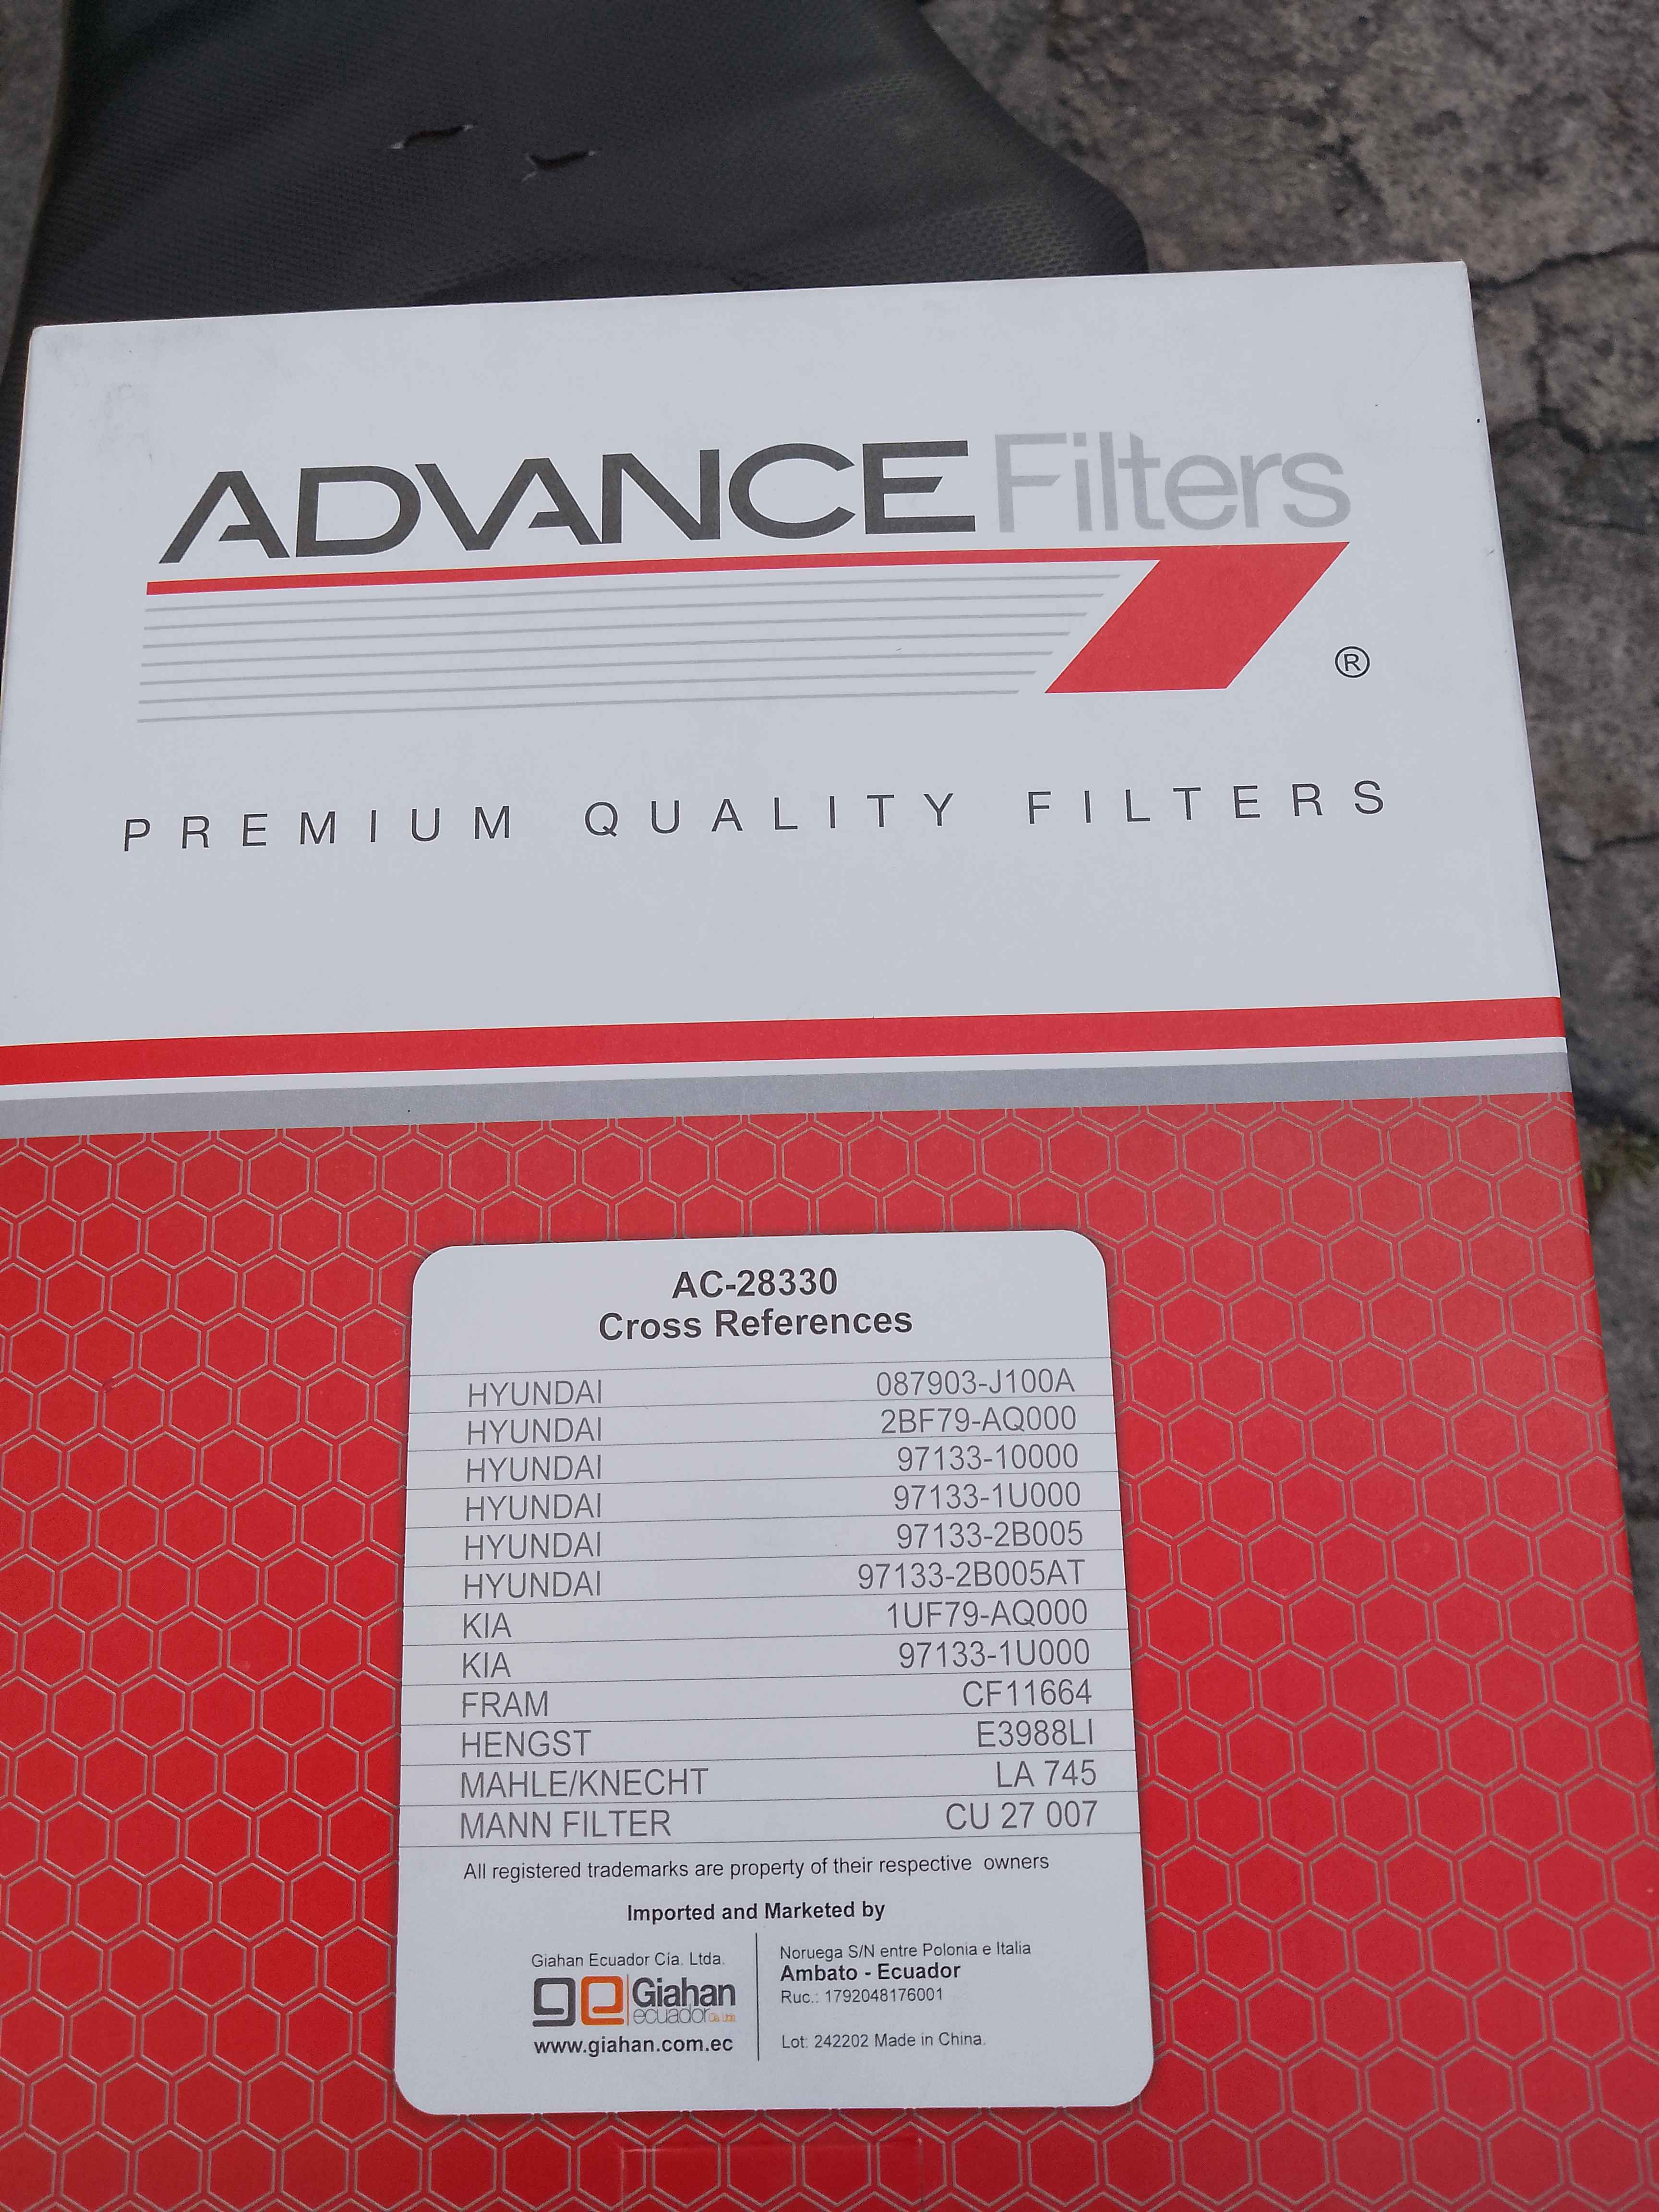 ADVANCE Filters
®
PREMIUM QUALITY FILTERS
AC-28330
Cross References
HYUNDAI 087903-J100A
HYUNDAI 2BF79-AQ000
HYUNDAI 97133-10000
HYUNDAI 97133-1U000
HYUNDAI 97133-2B005
HYUNDAI 97133-2B005AT
KIA 1UF79-AQ000
KIA 97133-1U000
FRAM CF11664
HENGST E3988LI
MAHLE/KNECHT LA 745
MANN FILTER CU 27 007
All registered trademarks are property of their respective owners
Imported and Marketed by
Giahan Ecuador Cía. Ltda.
ge Giahan
ecuador Cía. Ltda.
www.giahan.com.ec
Noruega S/N entre Polonia e Italia
Ambato - Ecuador
Ruc.: 1792048176001
Lot: 242202 Made in China.